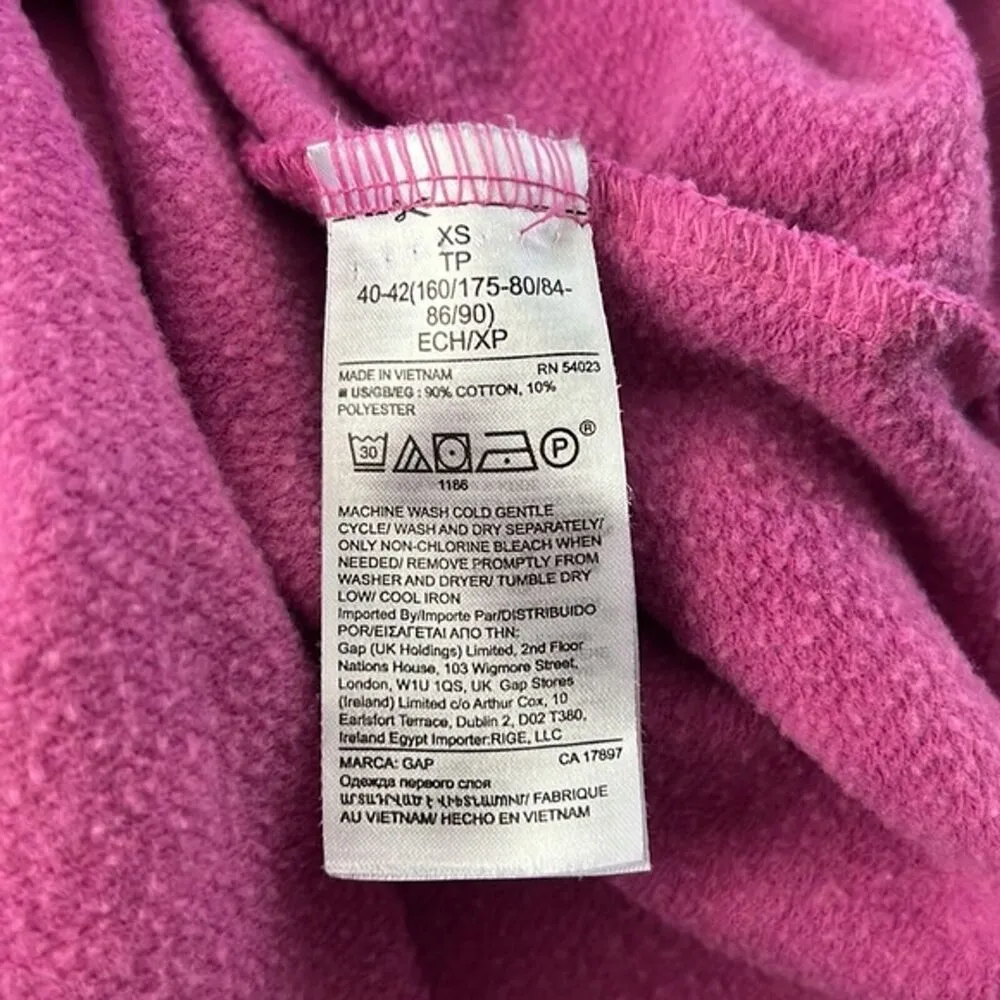 XS
TP
40-42(160/175-80/84-
86/90)
ECH/XP
MADE IN VIETNAM RN 54023
US/GB/EG : 90% COTTON, 10%
POLYESTER
30 P ®
1166
MACHINE WASH COLD GENTLE
CYCLE/ WASH AND DRY SEPARATELY/
ONLY NON-CHLORINE BLEACH WHEN
NEEDED/ REMOVE PROMPTLY FROM
WASHER AND DRYER/ TUMBLE DRY
LOW/ COOL IRON
Imported By/Importe Par/DISTRIBUIDO
POR/ΕΙΣΑΓΕΤΑΙ ΑΠΟ ΤΗΝ:
Gap (UK Holdings) Limited, 2nd Floor
Nations House, 103 Wigmore Street,
London, W1U 1QS, UK Gap Stores
(Ireland) Limited c/o Arthur Cox, 10
Earlsfort Terrace, Dublin 2, D02 T380,
Ireland Egypt Importer:RIGE, LLC
MARCA: GAP CA 17897
Одежда первого слоя
ԱՐՏԱԴՐՎԱԾ Է ՎԻԵՏՆԱՄՈՒՄ/ FABRIQUE
AU VIETNAM/ HECHO EN VIETNAM